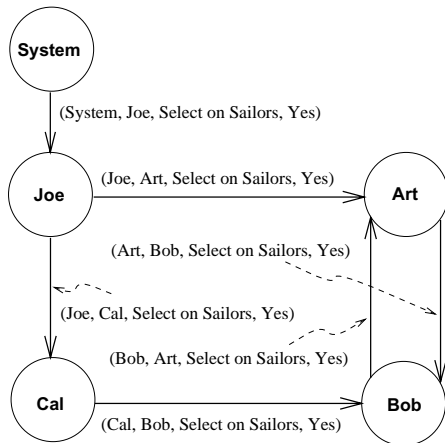 System
(System, Joe, Select on Sailors, Yes)
(Joe, Art, Select on Sailors, Yes)
Joe
Art
(Art, Bob, Select on Sailors, Yes)
(Joe, Cal, Select on Sailors, Yes)
(Bob, Art, Select on Sailors, Yes)
Cal
Bob
(Cal, Bob, Select on Sailors, Yes)